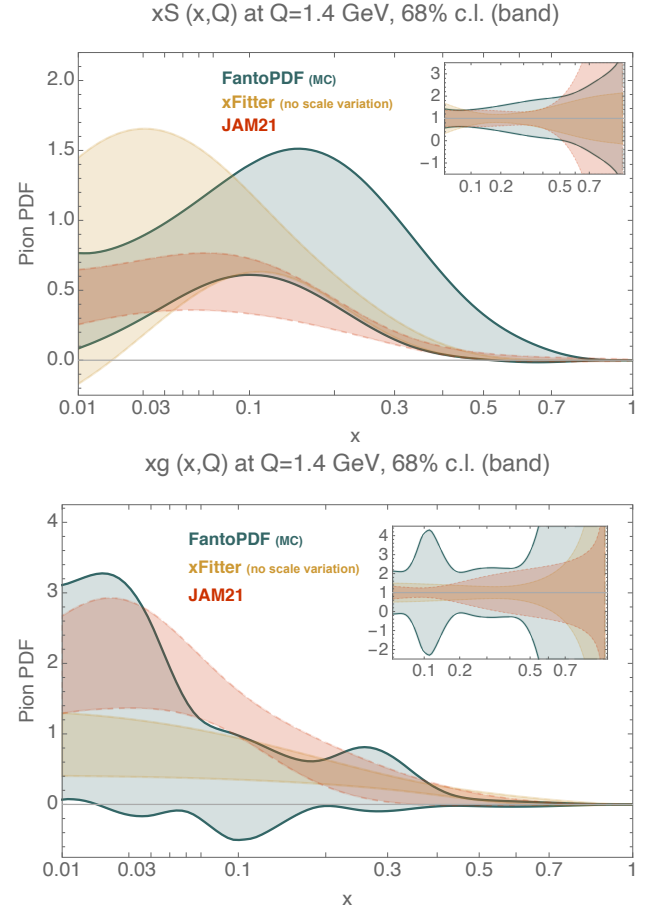 xS (x,Q) at Q=1.4 GeV, 68% c.l. (band)
FantoPDF (MC)
xFitter (no scale variation)
JAM21
Pion PDF
2.0
1.5
1.0
0.5
0.0
3
2
1
0
−1
0.1 0.2 0.5 0.7
0.01 0.03 0.1 0.3 0.5 0.7 1
x
xg (x,Q) at Q=1.4 GeV, 68% c.l. (band)
FantoPDF (MC)
xFitter (no scale variation)
JAM21
Pion PDF
4
3
2
1
0
4
3
2
1
0
−1
−2
0.1 0.2 0.5 0.7
0.01 0.03 0.1 0.3 0.5 0.7 1
x